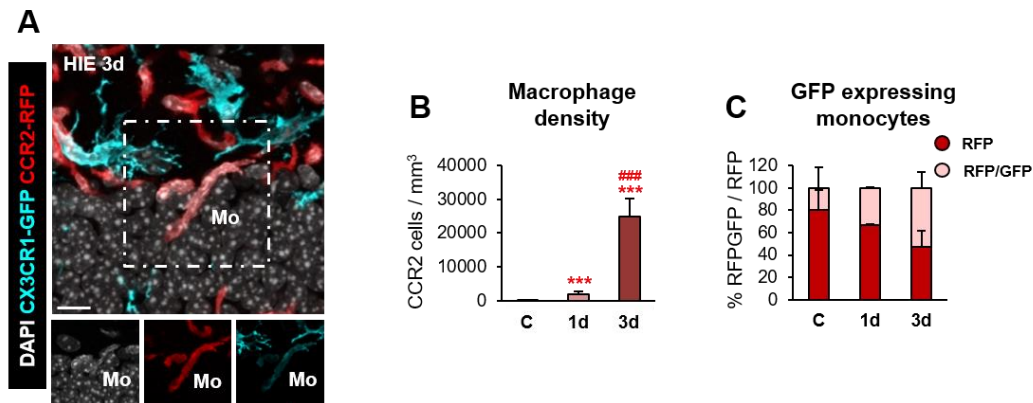 A
DAPI CX3CR1-GFP CCR2-RFP
HIE 3d
Mo
Mo
Mo
Mo
B
Macrophage
density
CCR2 cells / mm³
40000
30000
20000
10000
0
***
###
***
C
1d
3d
C
GFP expressing
monocytes
RFP
RFP/GFP
% RFPGFP / RFP
120
100
80
60
40
20
0
C
1d
3d